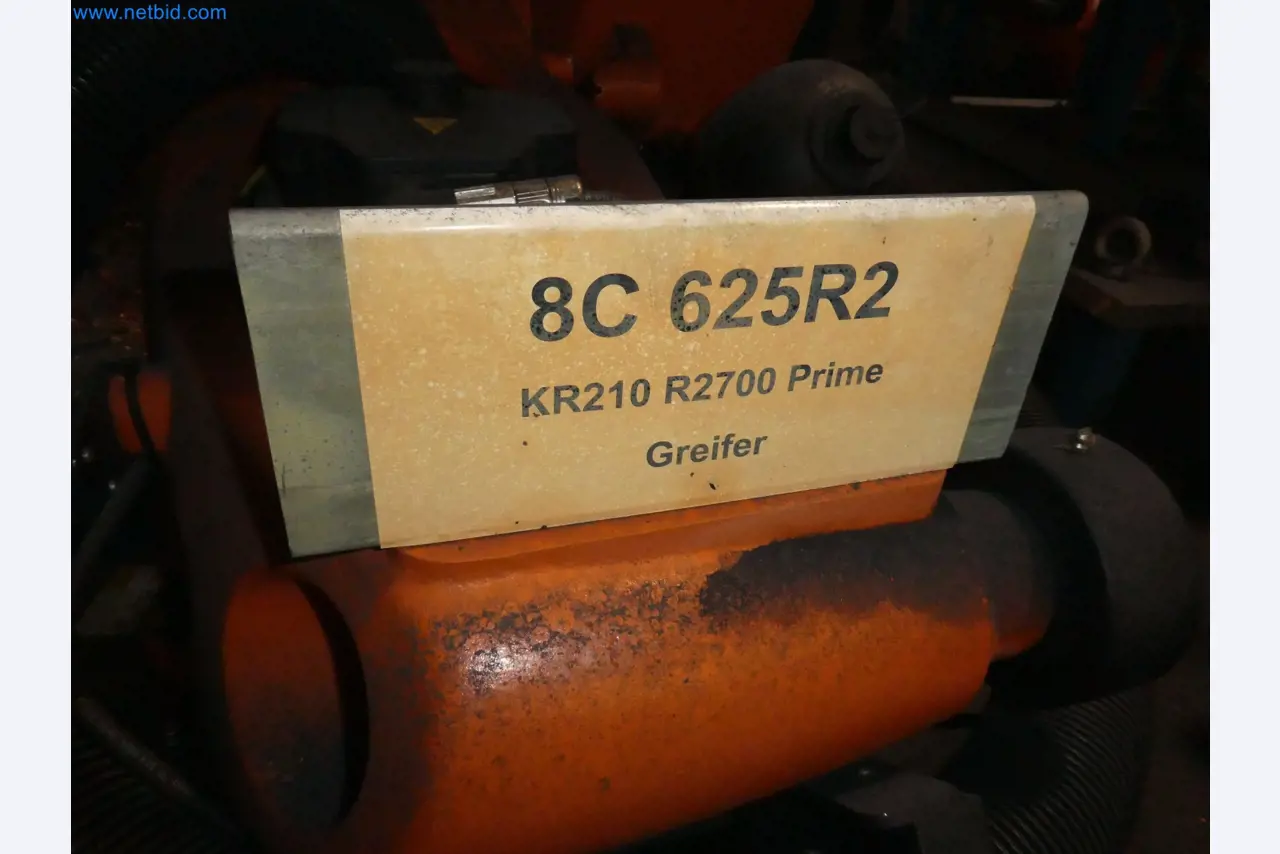 www.netbid.com
8C 625R2
KR210 R2700 Prime
Greifer